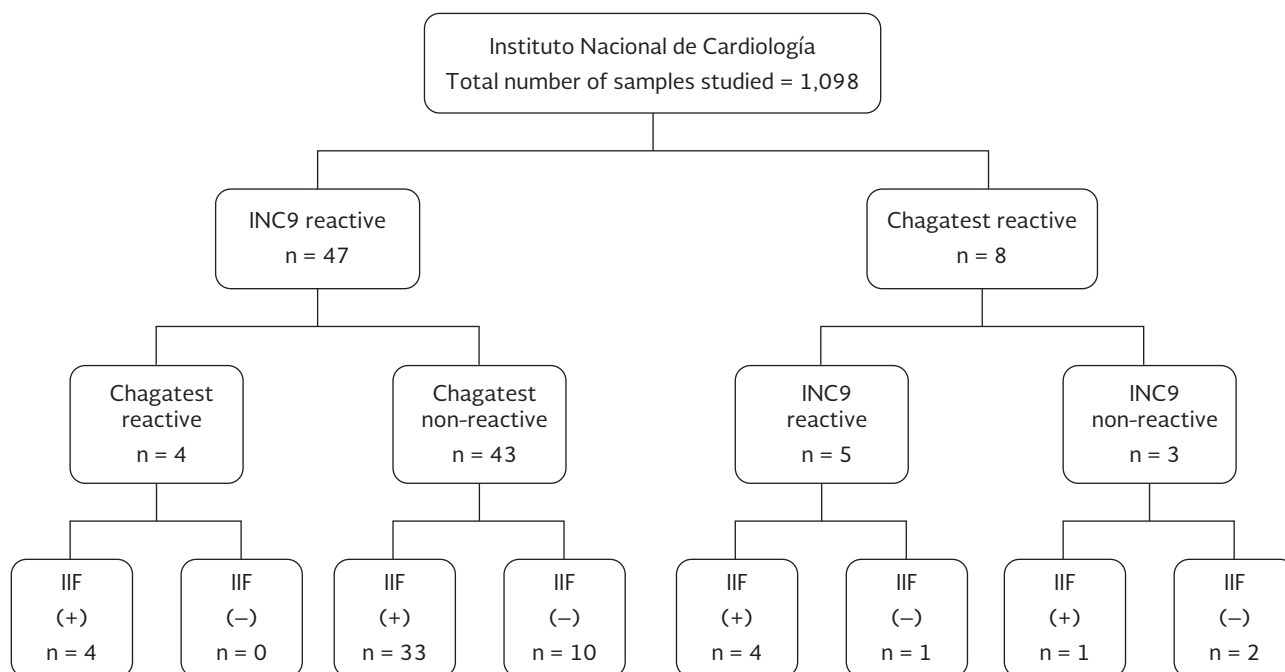 Instituto Nacional de Cardiología
Total number of samples studied = 1,098
INC9 reactive
n = 47
Chagatest reactive
n = 8
Chagatest
reactive
n = 4
Chagatest
non-reactive
n = 43
INC9
reactive
n = 5
INC9
non-reactive
n = 3
IIF
(+)
n = 4
IIF
(–)
n = 0
IIF
(+)
n = 33
IIF
(–)
n = 10
IIF
(+)
n = 4
IIF
(–)
n = 1
IIF
(+)
n = 1
IIF
(–)
n = 2